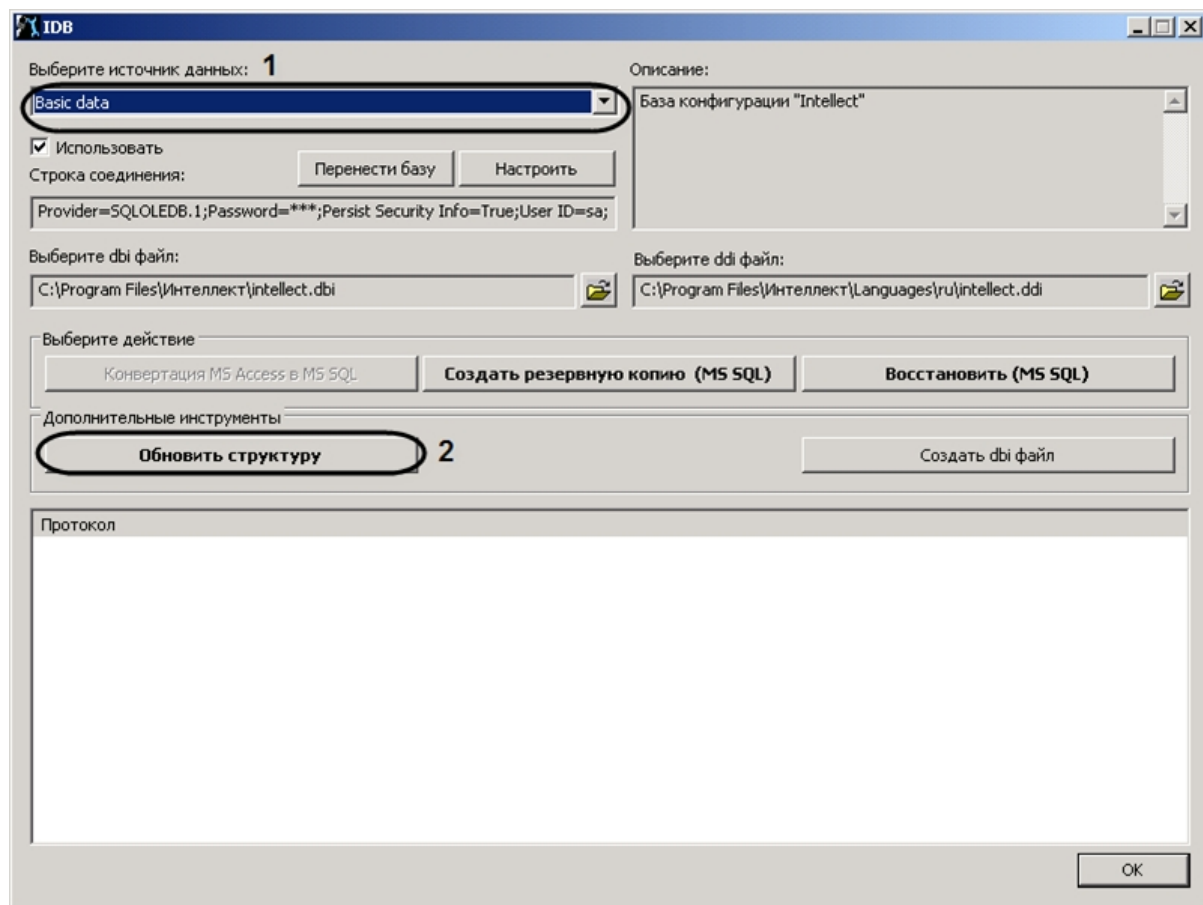 IDB
Выберите источник данных: 1
Описание:
Basic data
База конфигурации "Intellect"
Использовать
Строка соединения:
Перенести базу
Настроить
Provider=SQLOLEDB.1;Password=***;Persist Security Info=True;User ID=sa;
Выберите dbi файл:
Выберите ddi файл:
C:\Program Files\Интеллект\intellect.dbi
C:\Program Files\Интеллект\Languages\ru\intellect.ddi
Выберите действие
Конвертация MS Access в MS SQL
Создать резервную копию (MS SQL)
Восстановить (MS SQL)
Дополнительные инструменты
Обновить структуру 2
Создать dbi файл
Протокол
OK